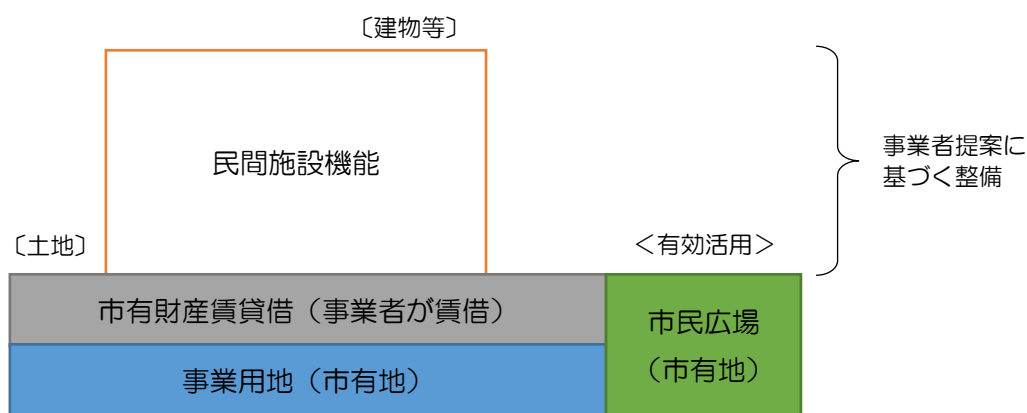 〔建物等〕
民間施設機能
事業者提案に
基づく整備
〔土地〕
＜有効活用＞
市有財産賃貸借（事業者が賃借）
市民広場
（市有地）
事業用地（市有地）